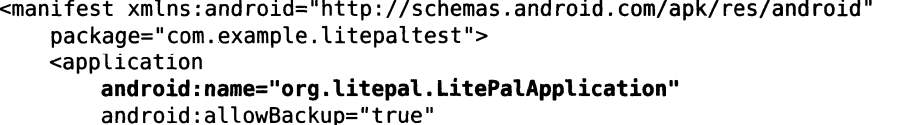 <manifest xmlns:android="http://schemas.android.com/apk/res/android"
package="com.example.litepaltest">
<application
android:name="org.litepal.LitePalApplication"
android:allowBackup="true"